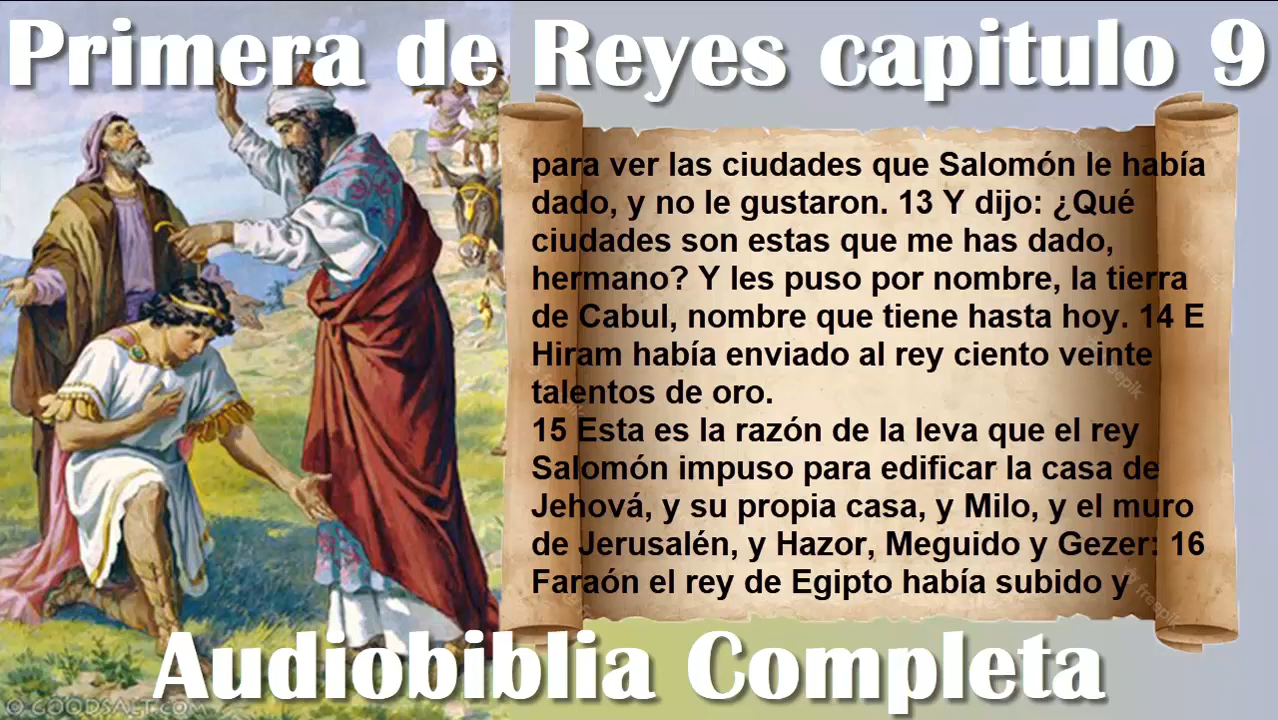 Primera de Reyes capitulo 9
para ver las ciudades que Salomón le había
dado, y no le gustaron. 13 Y dijo: ¿Qué
ciudades son estas que me has dado,
hermano? Y les puso por nombre, la tierra
de Cabul, nombre que tiene hasta hoy. 14 E
Hiram había enviado al rey ciento veinte
talentos de oro.
15 Esta es la razón de la leva que el rey
Salomón impuso para edificar la casa de
Jehová, y su propia casa, y Milo, y el muro
de Jerusalén, y Hazor, Meguido y Gezer: 16
Faraón el rey de Egipto había subido y
Audiobiblia Completa
© GOODSALT.COM